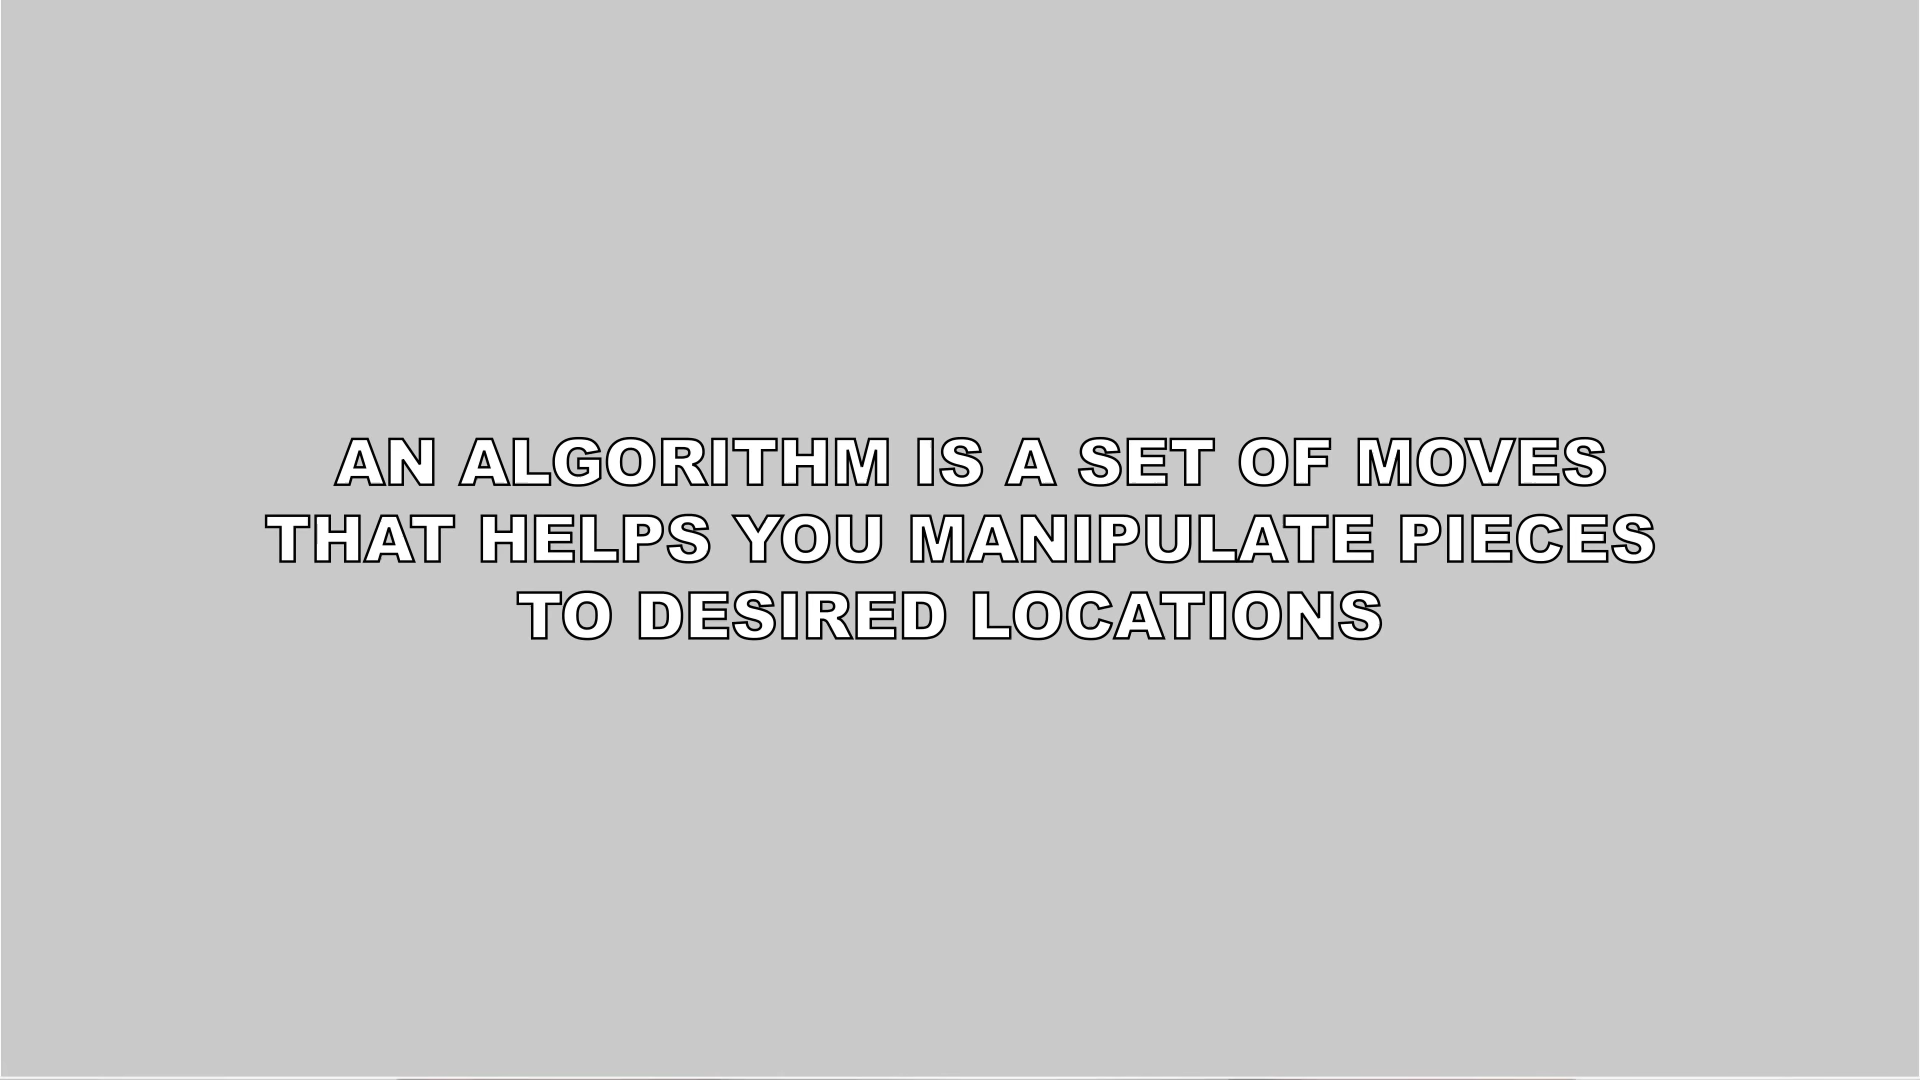 AN ALGORITHM IS A SET OF MOVES
THAT HELPS YOU MANIPULATE PIECES
TO DESIRED LOCATIONS